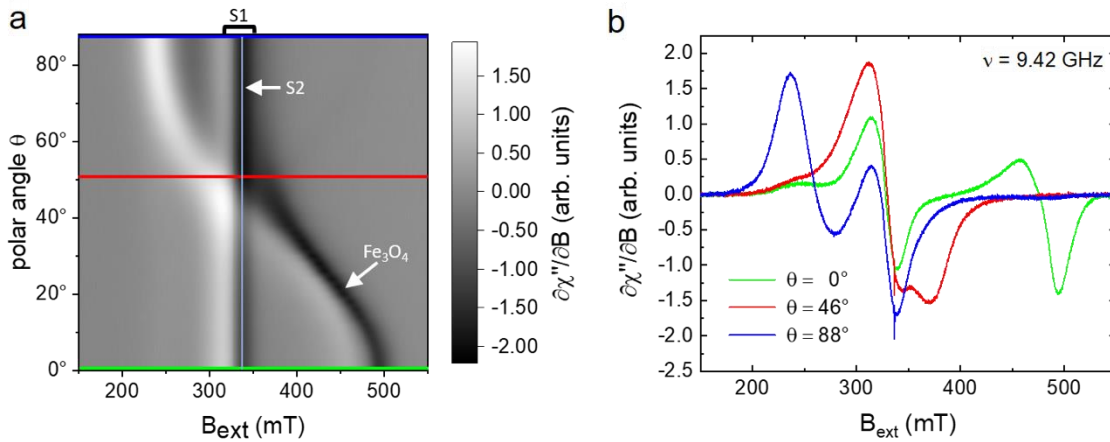 a
S1
80°
60°
40°
20°
0°
polar angle θ
S2
Fe₃O₄
200 300 400 500
B_ext (mT)
1.50
1.00
0.50
0.00
-0.50
-1.00
-1.50
-2.00
∂χ''/∂B (arb. units)
b
ν = 9.42 GHz
2.0
1.5
1.0
0.5
0.0
-0.5
-1.0
-1.5
-2.0
-2.5
∂χ''/∂B (arb. units)
θ = 0°
θ = 46°
θ = 88°
200 300 400 500
B_ext (mT)